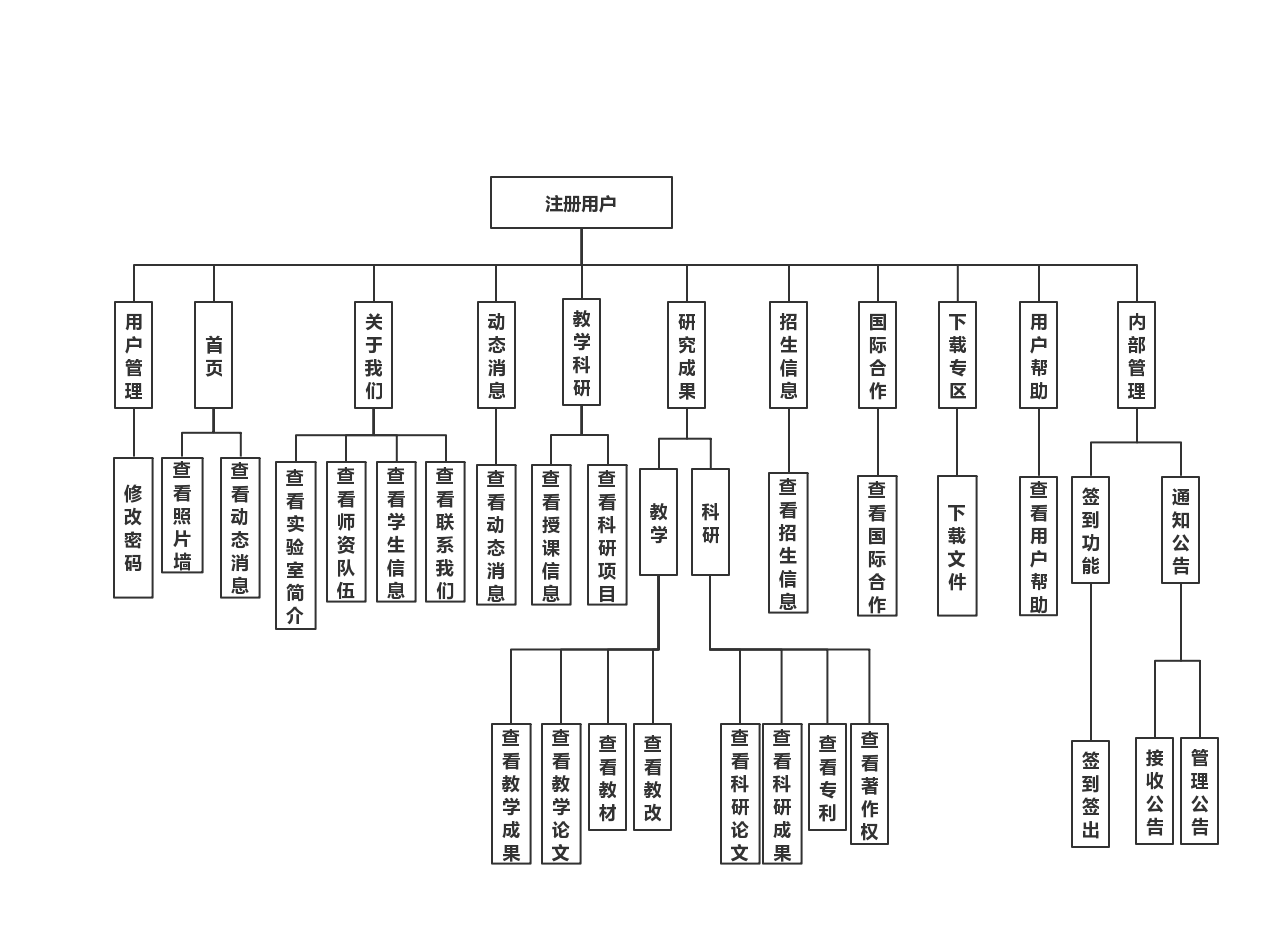 注册用户
用户管理
首页
关于我们
动态消息
教学科研
研究成果
招生信息
国际合作
下载专区
用户帮助
内部管理
修改密码
查看照片墙
查看动态消息
查看实验室简介
查看师资队伍
查看学生信息
查看联系我们
查看动态消息
查看授课信息
查看科研项目
教学
科研
查看招生信息
查看国际合作
下载文件
查看用户帮助
签到功能
通知公告
查看教学成果
查看教学论文
查看教材
查看教改
查看科研论文
查看科研成果
查看专利
查看著作权
签到签出
接收公告
管理公告